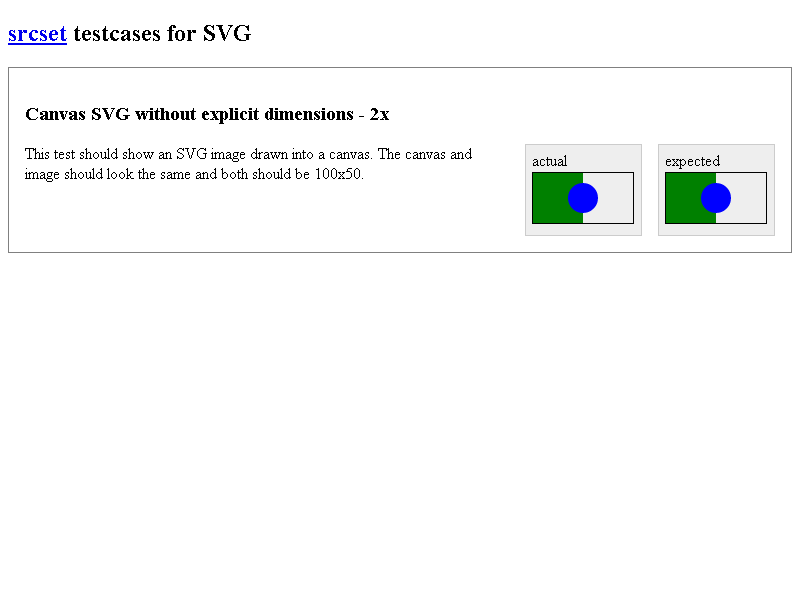 srcset testcases for SVG
Canvas SVG without explicit dimensions - 2x
This test should show an SVG image drawn into a canvas. The canvas and
image should look the same and both should be 100x50.
actual
expected